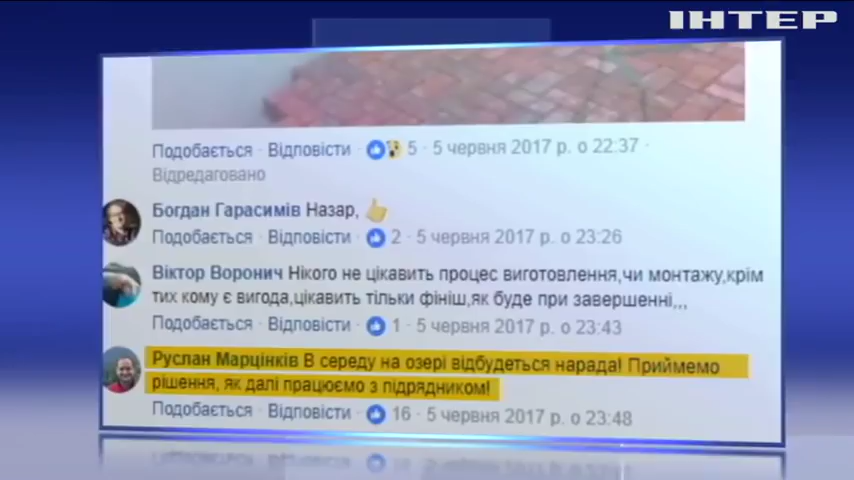 ІНТЕР
Подобається · Відповісти · 5 · 5 червня 2017 р. о 22:37 ·
Відредаговано
Богдан Гарасимів Назар,
Подобається · Відповісти · 2 · 5 червня 2017 р. о 23:26
Віктор Воронич Нікого не цікавить процес виготовлення,чи монтажу,крім
тих кому є вигода,цікавить тільки фініш,як буде при завершенні,,,
Подобається · Відповісти · 1 · 5 червня 2017 р. о 23:43
Руслан Марцінків В середу на озері відбудеться нарада! Приймемо
рішення, як далі працюємо з підрядником!
Подобається · Відповісти · 16 · 5 червня 2017 р. о 23:48